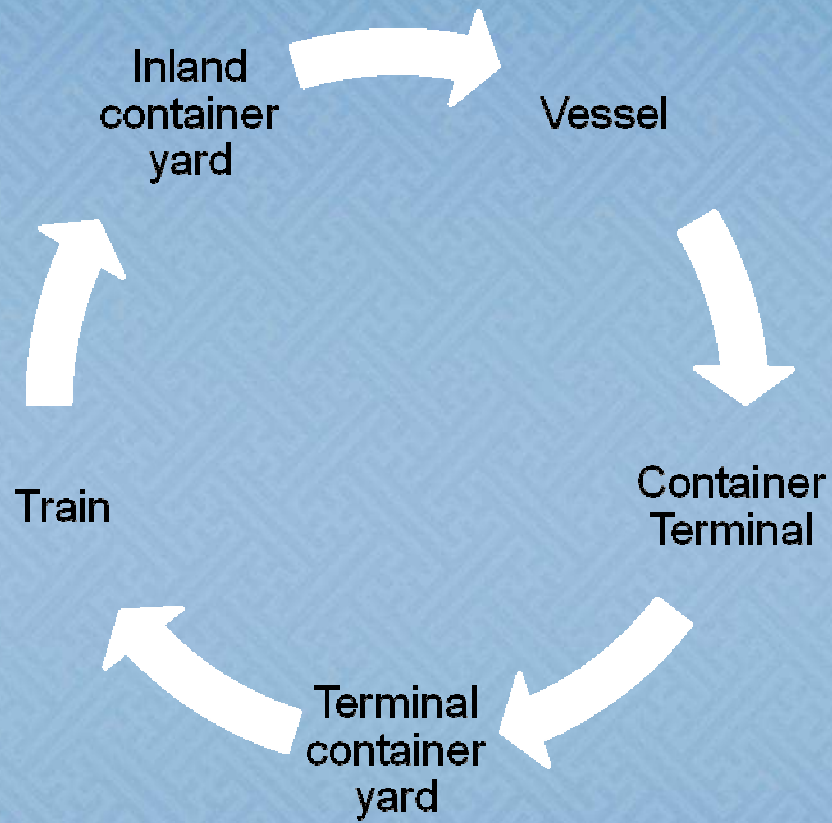 Inland
container
yard
Vessel
Container
Terminal
Terminal
container
yard
Train